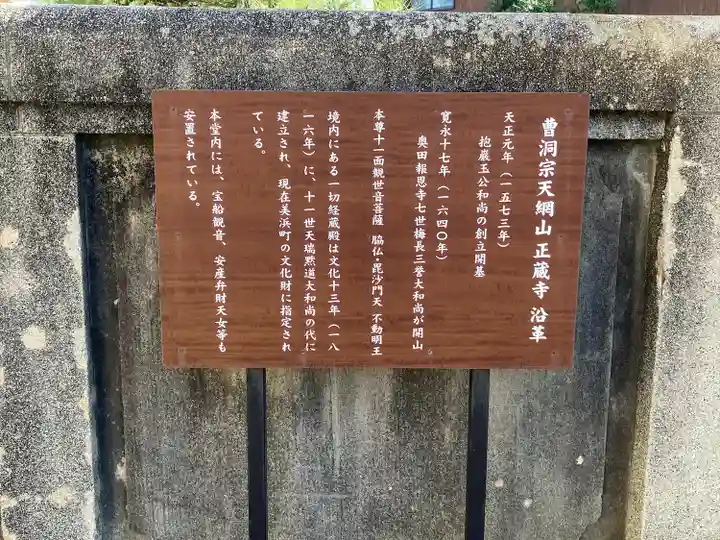 曹洞宗天網山 正蔵寺 沿革
天正元年（一五七三年）
抱巖玉公和尚の創立開基
寛永十七年（一六四〇年）
奥田報恩寺七世梅長三誉大和尚が開山
本尊十一面観世音菩薩 脇仏 毘沙門天 不動明王
境内にある一切経蔵殿は文化十三年（一八
一六年）に、十一世天瑞黙道大和尚の代に
建立され、現在美浜町の文化財に指定され
ている。
本堂内には、宝船観音、安産弁財天女等も
安置されている。